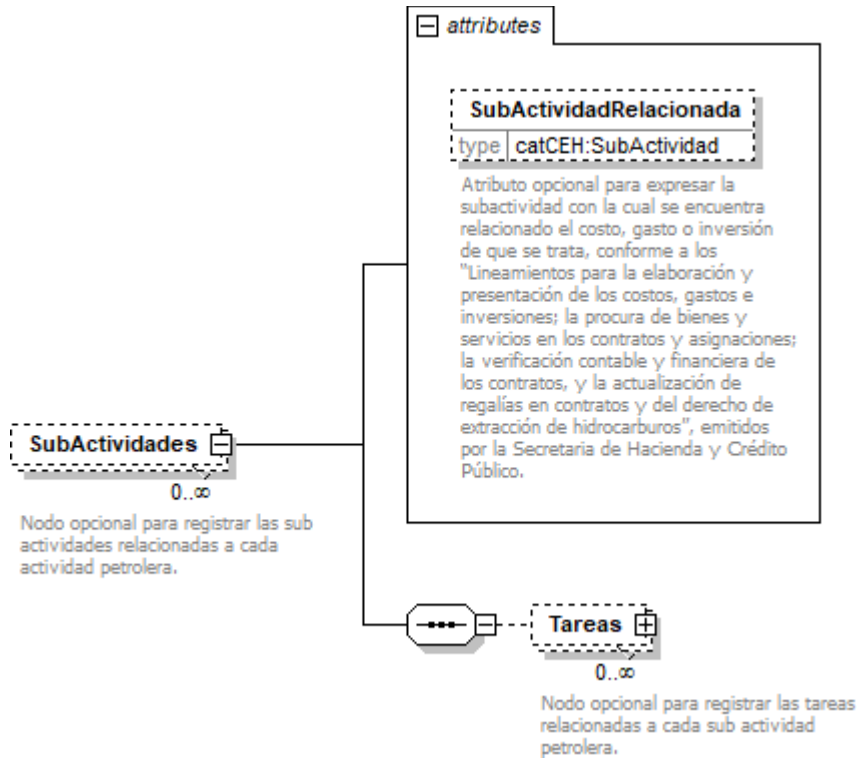 attributes
SubActividadRelacionada
type catCEH:SubActividad
Atributo opcional para expresar la
subactividad con la cual se encuentra
relacionado el costo, gasto o inversión
de que se trata, conforme a los
"Lineamientos para la elaboración y
presentación de los costos, gastos e
inversiones; la procura de bienes y
servicios en los contratos y asignaciones;
la verificación contable y financiera de
los contratos, y la actualización de
regalías en contratos y del derecho de
extracción de hidrocarburos", emitidos
por la Secretaria de Hacienda y Crédito
Público.
SubActividades
0..∞
Nodo opcional para registrar las sub
actividades relacionadas a cada
actividad petrolera.
Tareas
0..∞
Nodo opcional para registrar las tareas
relacionadas a cada sub actividad
petrolera.